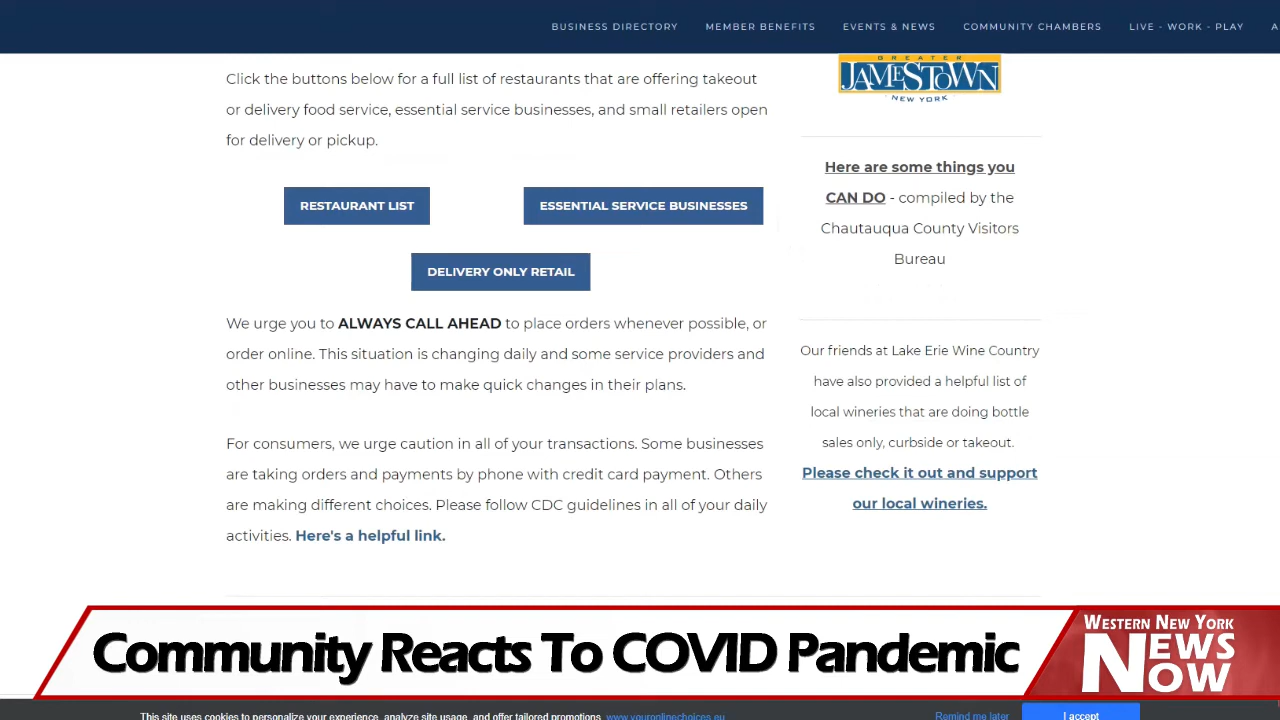 BUSINESS DIRECTORY MEMBER BENEFITS EVENTS & NEWS COMMUNITY CHAMBERS LIVE - WORK - PLAY A
Click the buttons below for a full list of restaurants that are offering takeout
or delivery food service, essential service businesses, and small retailers open
for delivery or pickup.
RESTAURANT LIST
ESSENTIAL SERVICE BUSINESSES
DELIVERY ONLY RETAIL
We urge you to ALWAYS CALL AHEAD to place orders whenever possible, or
order online. This situation is changing daily and some service providers and
other businesses may have to make quick changes in their plans.
For consumers, we urge caution in all of your transactions. Some businesses
are taking orders and payments by phone with credit card payment. Others
are making different choices. Please follow CDC guidelines in all of your daily
activities. Here's a helpful link.
GREATER
JAMESTOWN
NEW YORK
Here are some things you
CAN DO - compiled by the
Chautauqua County Visitors
Bureau
Our friends at Lake Erie Wine Country
have also provided a helpful list of
local wineries that are doing bottle
sales only, curbside or takeout.
Please check it out and support
our local wineries.
Community Reacts To COVID Pandemic
WESTERN NEW YORK
NEWS
NOW
This site uses cookies to personalize your experience, analyze site usage, and offer tailored promotions. www.youronlinechoices.eu
Remind me later
I accept